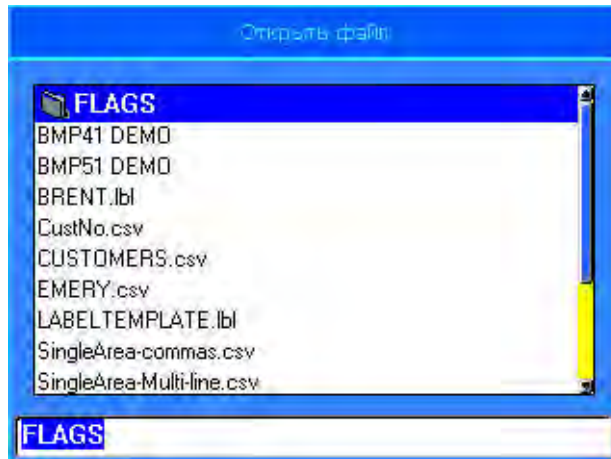 Открыть файл
FLAGS
BMP41 DEMO
BMP51 DEMO
BRENT.lbl
CustNo.csv
CUSTOMERS.csv
EMERY.csv
LABELTEMPLATE.lbl
SingleArea-commas.csv
SingleArea-Multi-line.csv
FLAGS